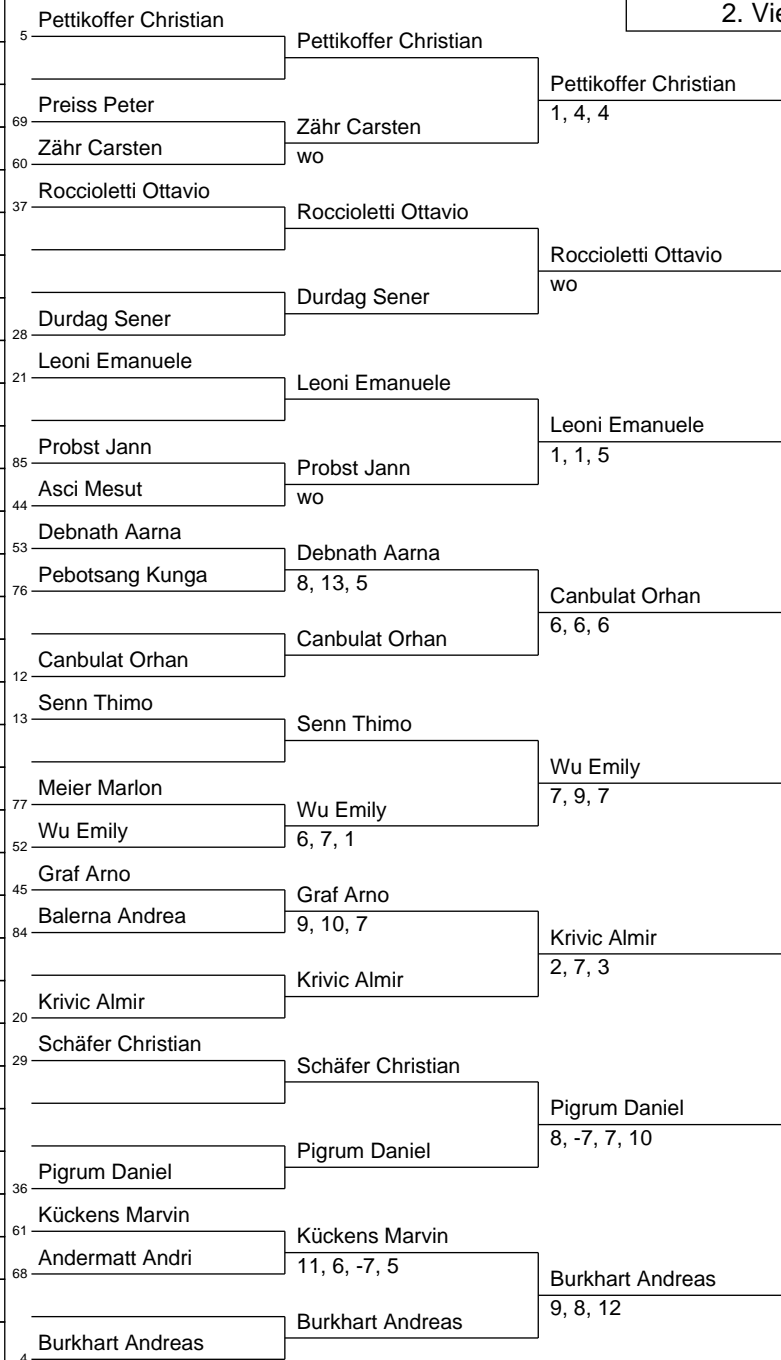 2. Vie
Pettikoffer Christian
5
Pettikoffer Christian
Pettikoffer Christian
1, 4, 4
Preiss Peter
69
Zähr Carsten
wo
Zähr Carsten
60
Roccioletti Ottavio
37
Roccioletti Ottavio
Roccioletti Ottavio
wo
Durdag Sener
Durdag Sener
28
Leoni Emanuele
21
Leoni Emanuele
Leoni Emanuele
1, 1, 5
Probst Jann
85
Probst Jann
wo
Asci Mesut
44
Debnath Aarna
53
Debnath Aarna
8, 13, 5
Pebotsang Kunga
76
Canbulat Orhan
6, 6, 6
Canbulat Orhan
Canbulat Orhan
12
Senn Thimo
13
Senn Thimo
Wu Emily
7, 9, 7
Meier Marlon
77
Wu Emily
6, 7, 1
Wu Emily
52
Graf Arno
45
Graf Arno
9, 10, 7
Balerna Andrea
84
Krivic Almir
2, 7, 3
Krivic Almir
Krivic Almir
20
Schäfer Christian
29
Schäfer Christian
Pigrum Daniel
8, -7, 7, 10
Pigrum Daniel
Pigrum Daniel
36
Kückens Marvin
61
Kückens Marvin
11, 6, -7, 5
Andermatt Andri
68
Burkhart Andreas
9, 8, 12
Burkhart Andreas
Burkhart Andreas
4